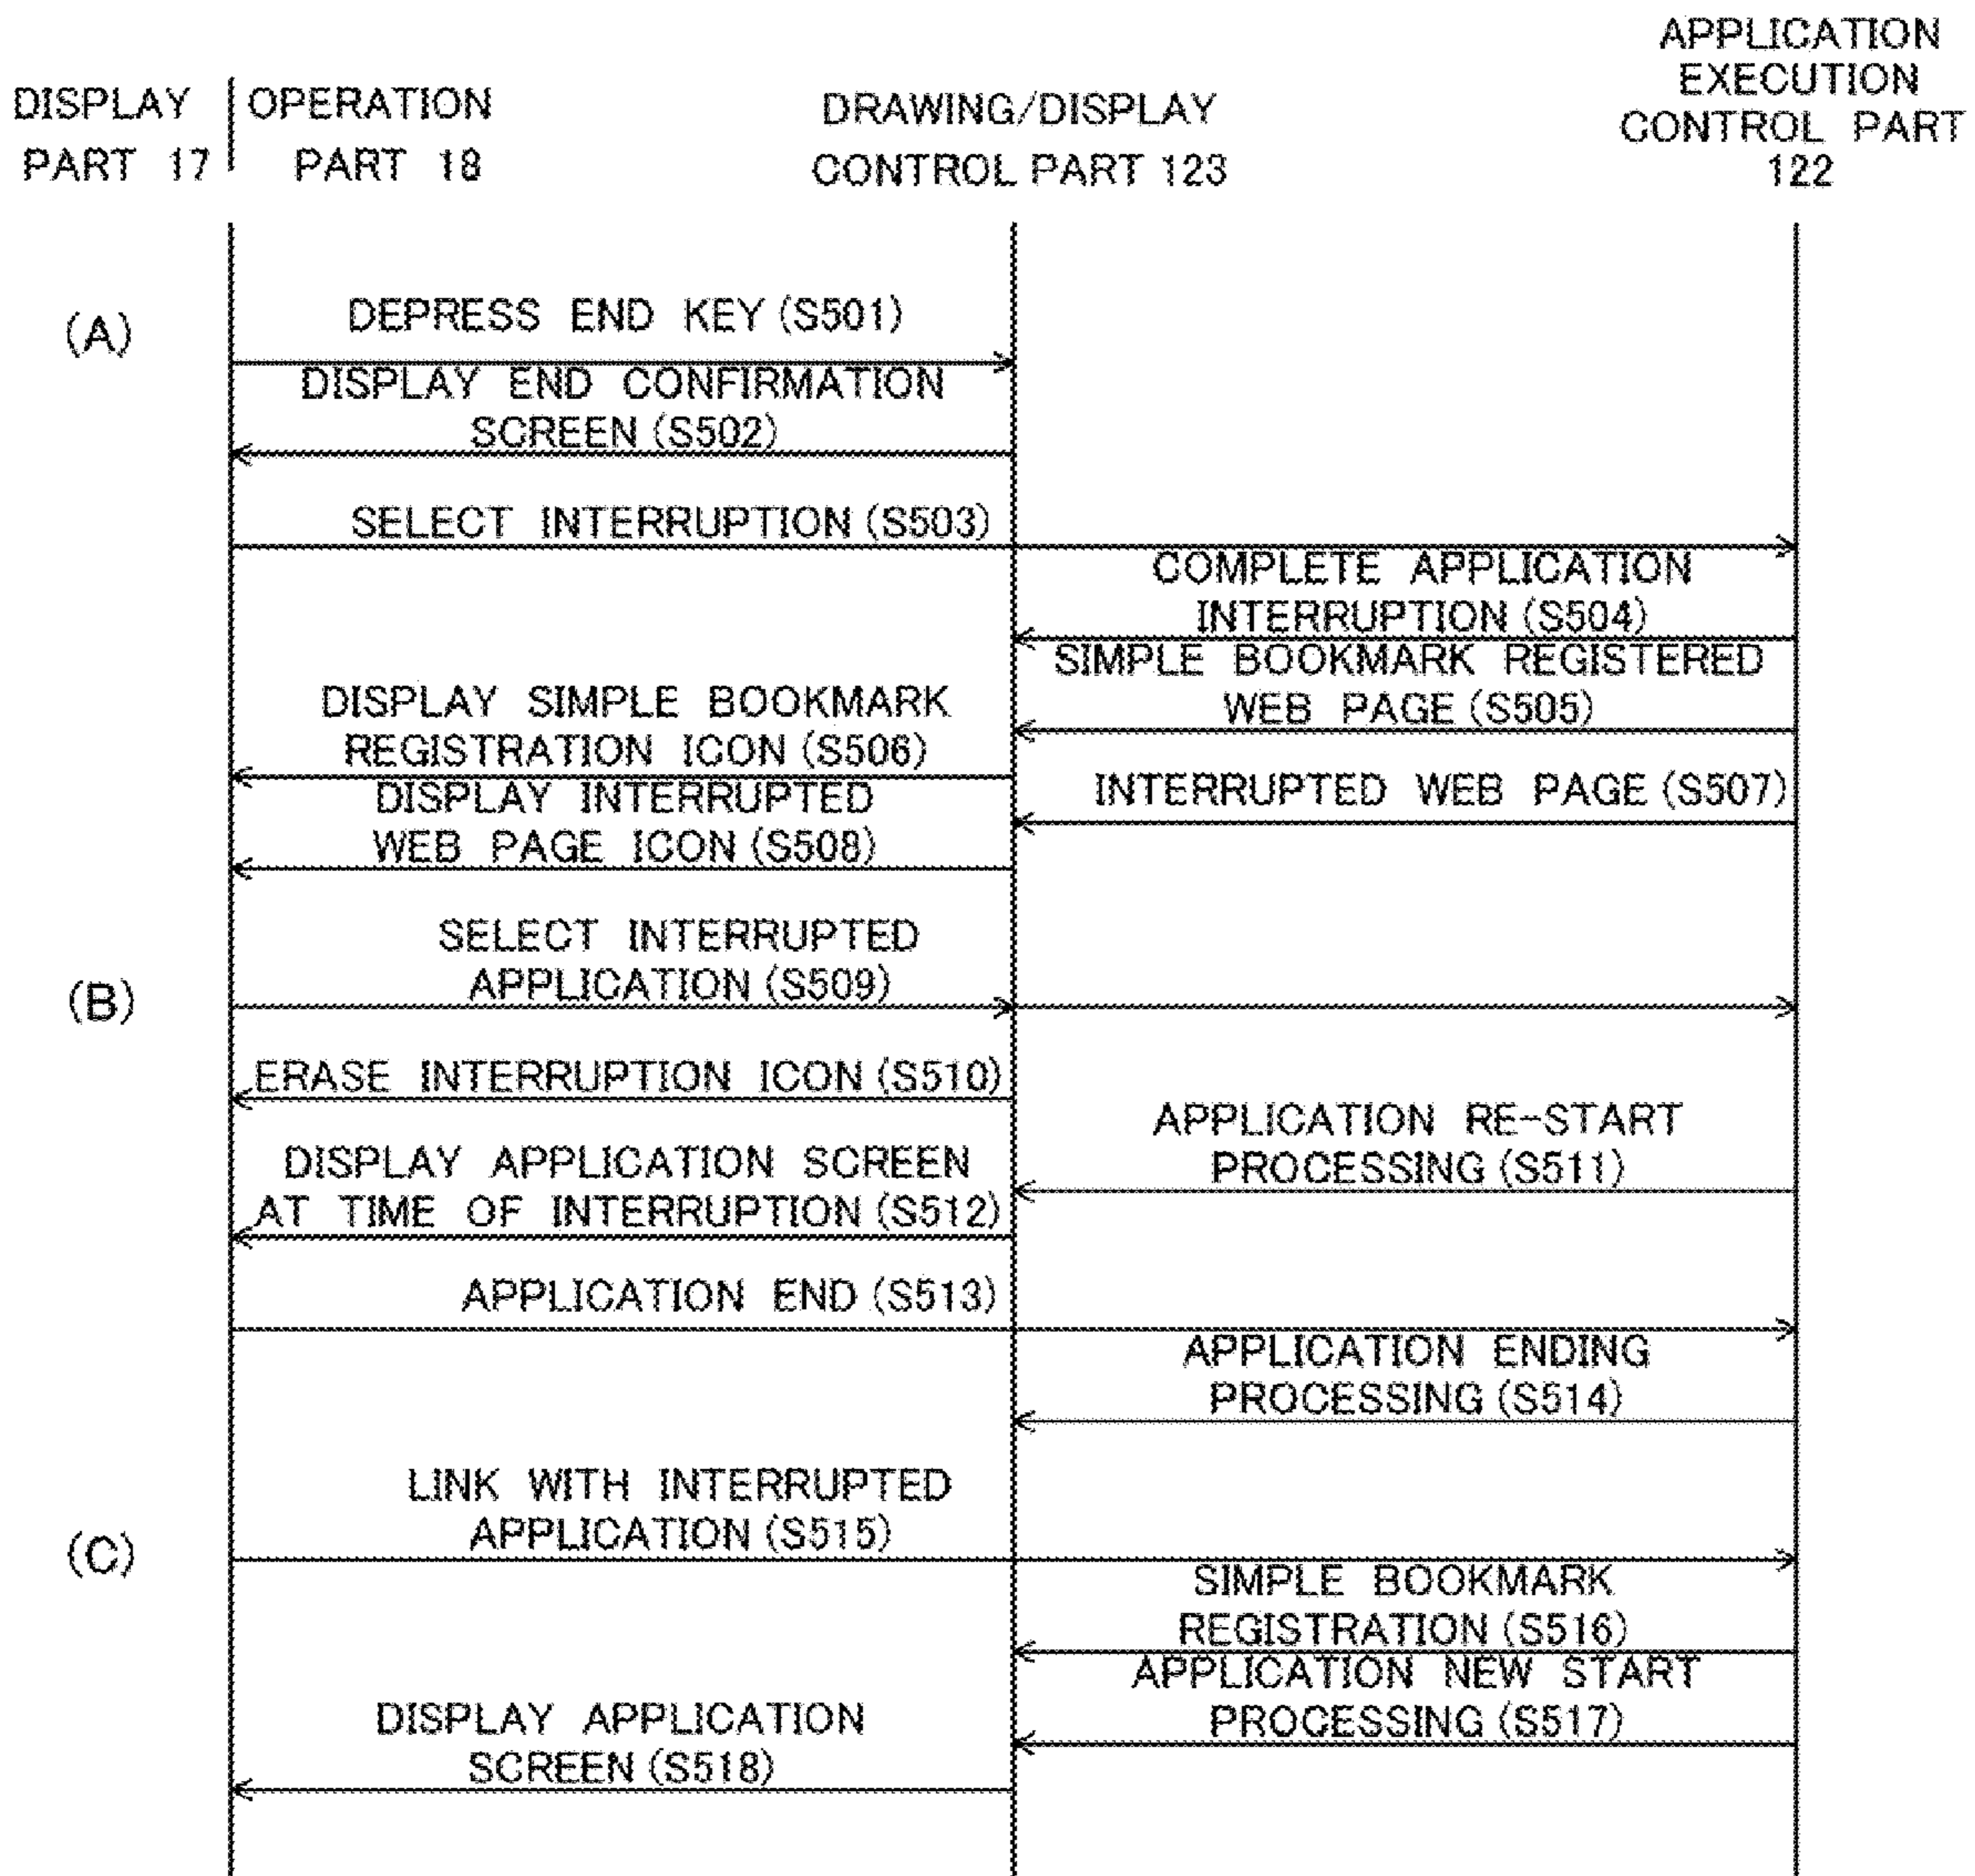 DISPLAY
PART 17
OPERATION
PART 18
DRAWING/DISPLAY
CONTROL PART 123
APPLICATION
EXECUTION
CONTROL PART
122
(A)
DEPRESS END KEY (S501)
DISPLAY END CONFIRMATION
SCREEN (S502)
SELECT INTERRUPTION (S503)
COMPLETE APPLICATION
INTERRUPTION (S504)
SIMPLE BOOKMARK REGISTERED
WEB PAGE (S505)
DISPLAY SIMPLE BOOKMARK
REGISTRATION ICON (S506)
INTERRUPTED WEB PAGE (S507)
DISPLAY INTERRUPTED
WEB PAGE ICON (S508)
(B)
SELECT INTERRUPTED
APPLICATION (S509)
ERASE INTERRUPTION ICON (S510)
APPLICATION RE-START
PROCESSING (S511)
DISPLAY APPLICATION SCREEN
AT TIME OF INTERRUPTION (S512)
APPLICATION END (S513)
APPLICATION ENDING
PROCESSING (S514)
(C)
LINK WITH INTERRUPTED
APPLICATION (S515)
SIMPLE BOOKMARK
REGISTRATION (S516)
APPLICATION NEW START
PROCESSING (S517)
DISPLAY APPLICATION
SCREEN (S518)